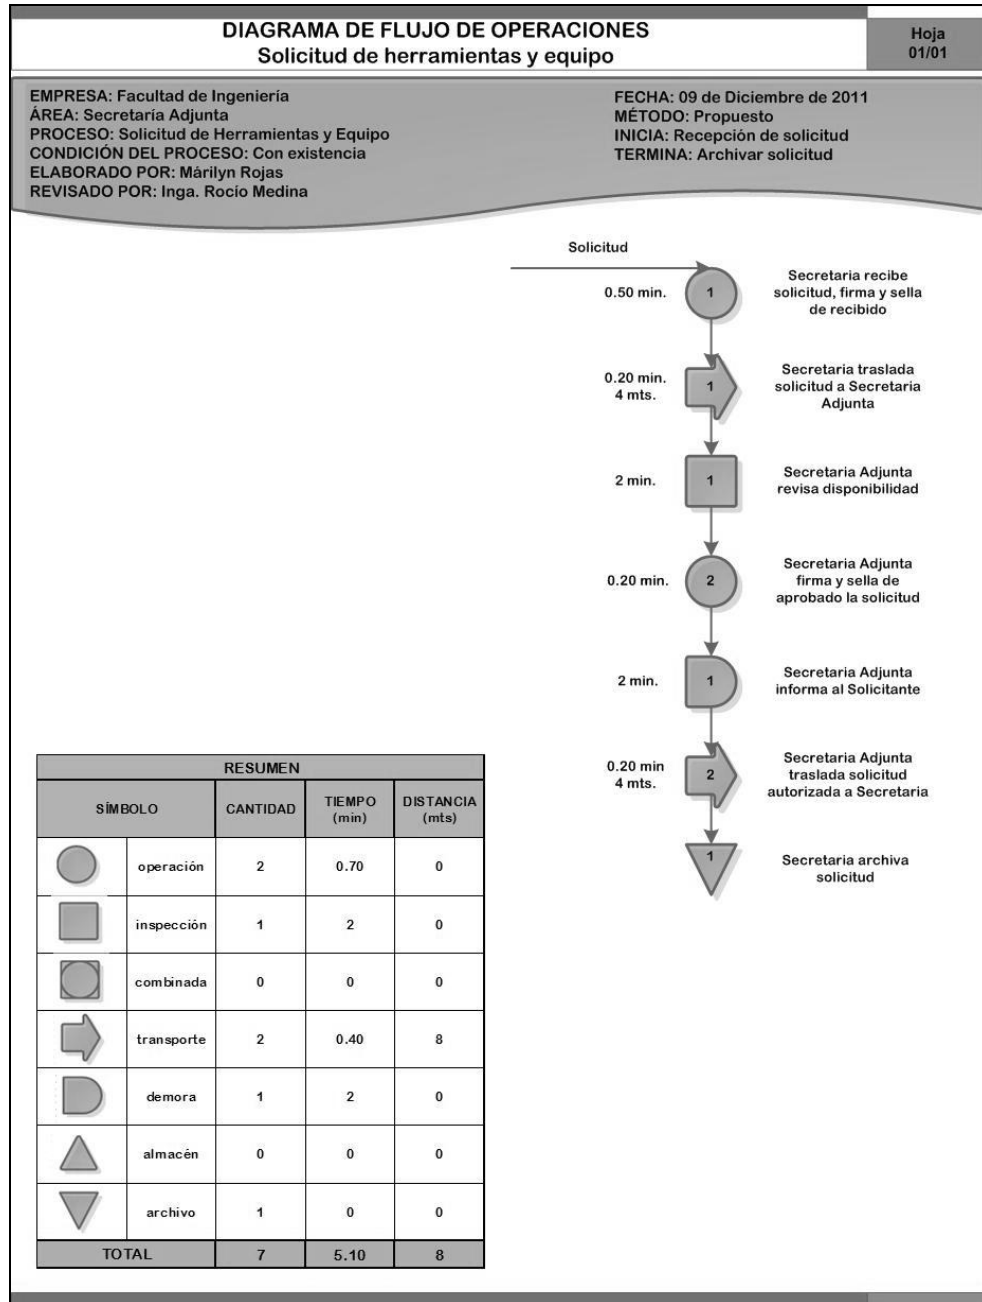 DIAGRAMA DE FLUJO DE OPERACIONES
Solicitud de herramientas y equipo
Hoja
01/01
EMPRESA: Facultad de Ingeniería
ÁREA: Secretaría Adjunta
PROCESO: Solicitud de Herramientas y Equipo
CONDICIÓN DEL PROCESO: Con existencia
ELABORADO POR: Márilyn Rojas
REVISADO POR: Inga. Rocío Medina
FECHA: 09 de Diciembre de 2011
MÉTODO: Propuesto
INICIA: Recepción de solicitud
TERMINA: Archivar solicitud
Solicitud
0.50 min.
1
Secretaria recibe
solicitud, firma y sella
de recibido
0.20 min.
4 mts.
1
Secretaria traslada
solicitud a Secretaria
Adjunta
2 min.
1
Secretaria Adjunta
revisa disponibilidad
0.20 min.
2
Secretaria Adjunta
firma y sella de
aprobado la solicitud
2 min.
1
Secretaria Adjunta
informa al Solicitante
0.20 min
4 mts.
2
Secretaria Adjunta
traslada solicitud
autorizada a Secretaria
1
Secretaria archiva
solicitud
RESUMEN
SÍMBOLO CANTIDAD TIEMPO (min) DISTANCIA (mts)
operación 2 0.70 0
inspección 1 2 0
combinada 0 0 0
transporte 2 0.40 8
demora 1 2 0
almacén 0 0 0
archivo 1 0 0
TOTAL 7 5.10 8